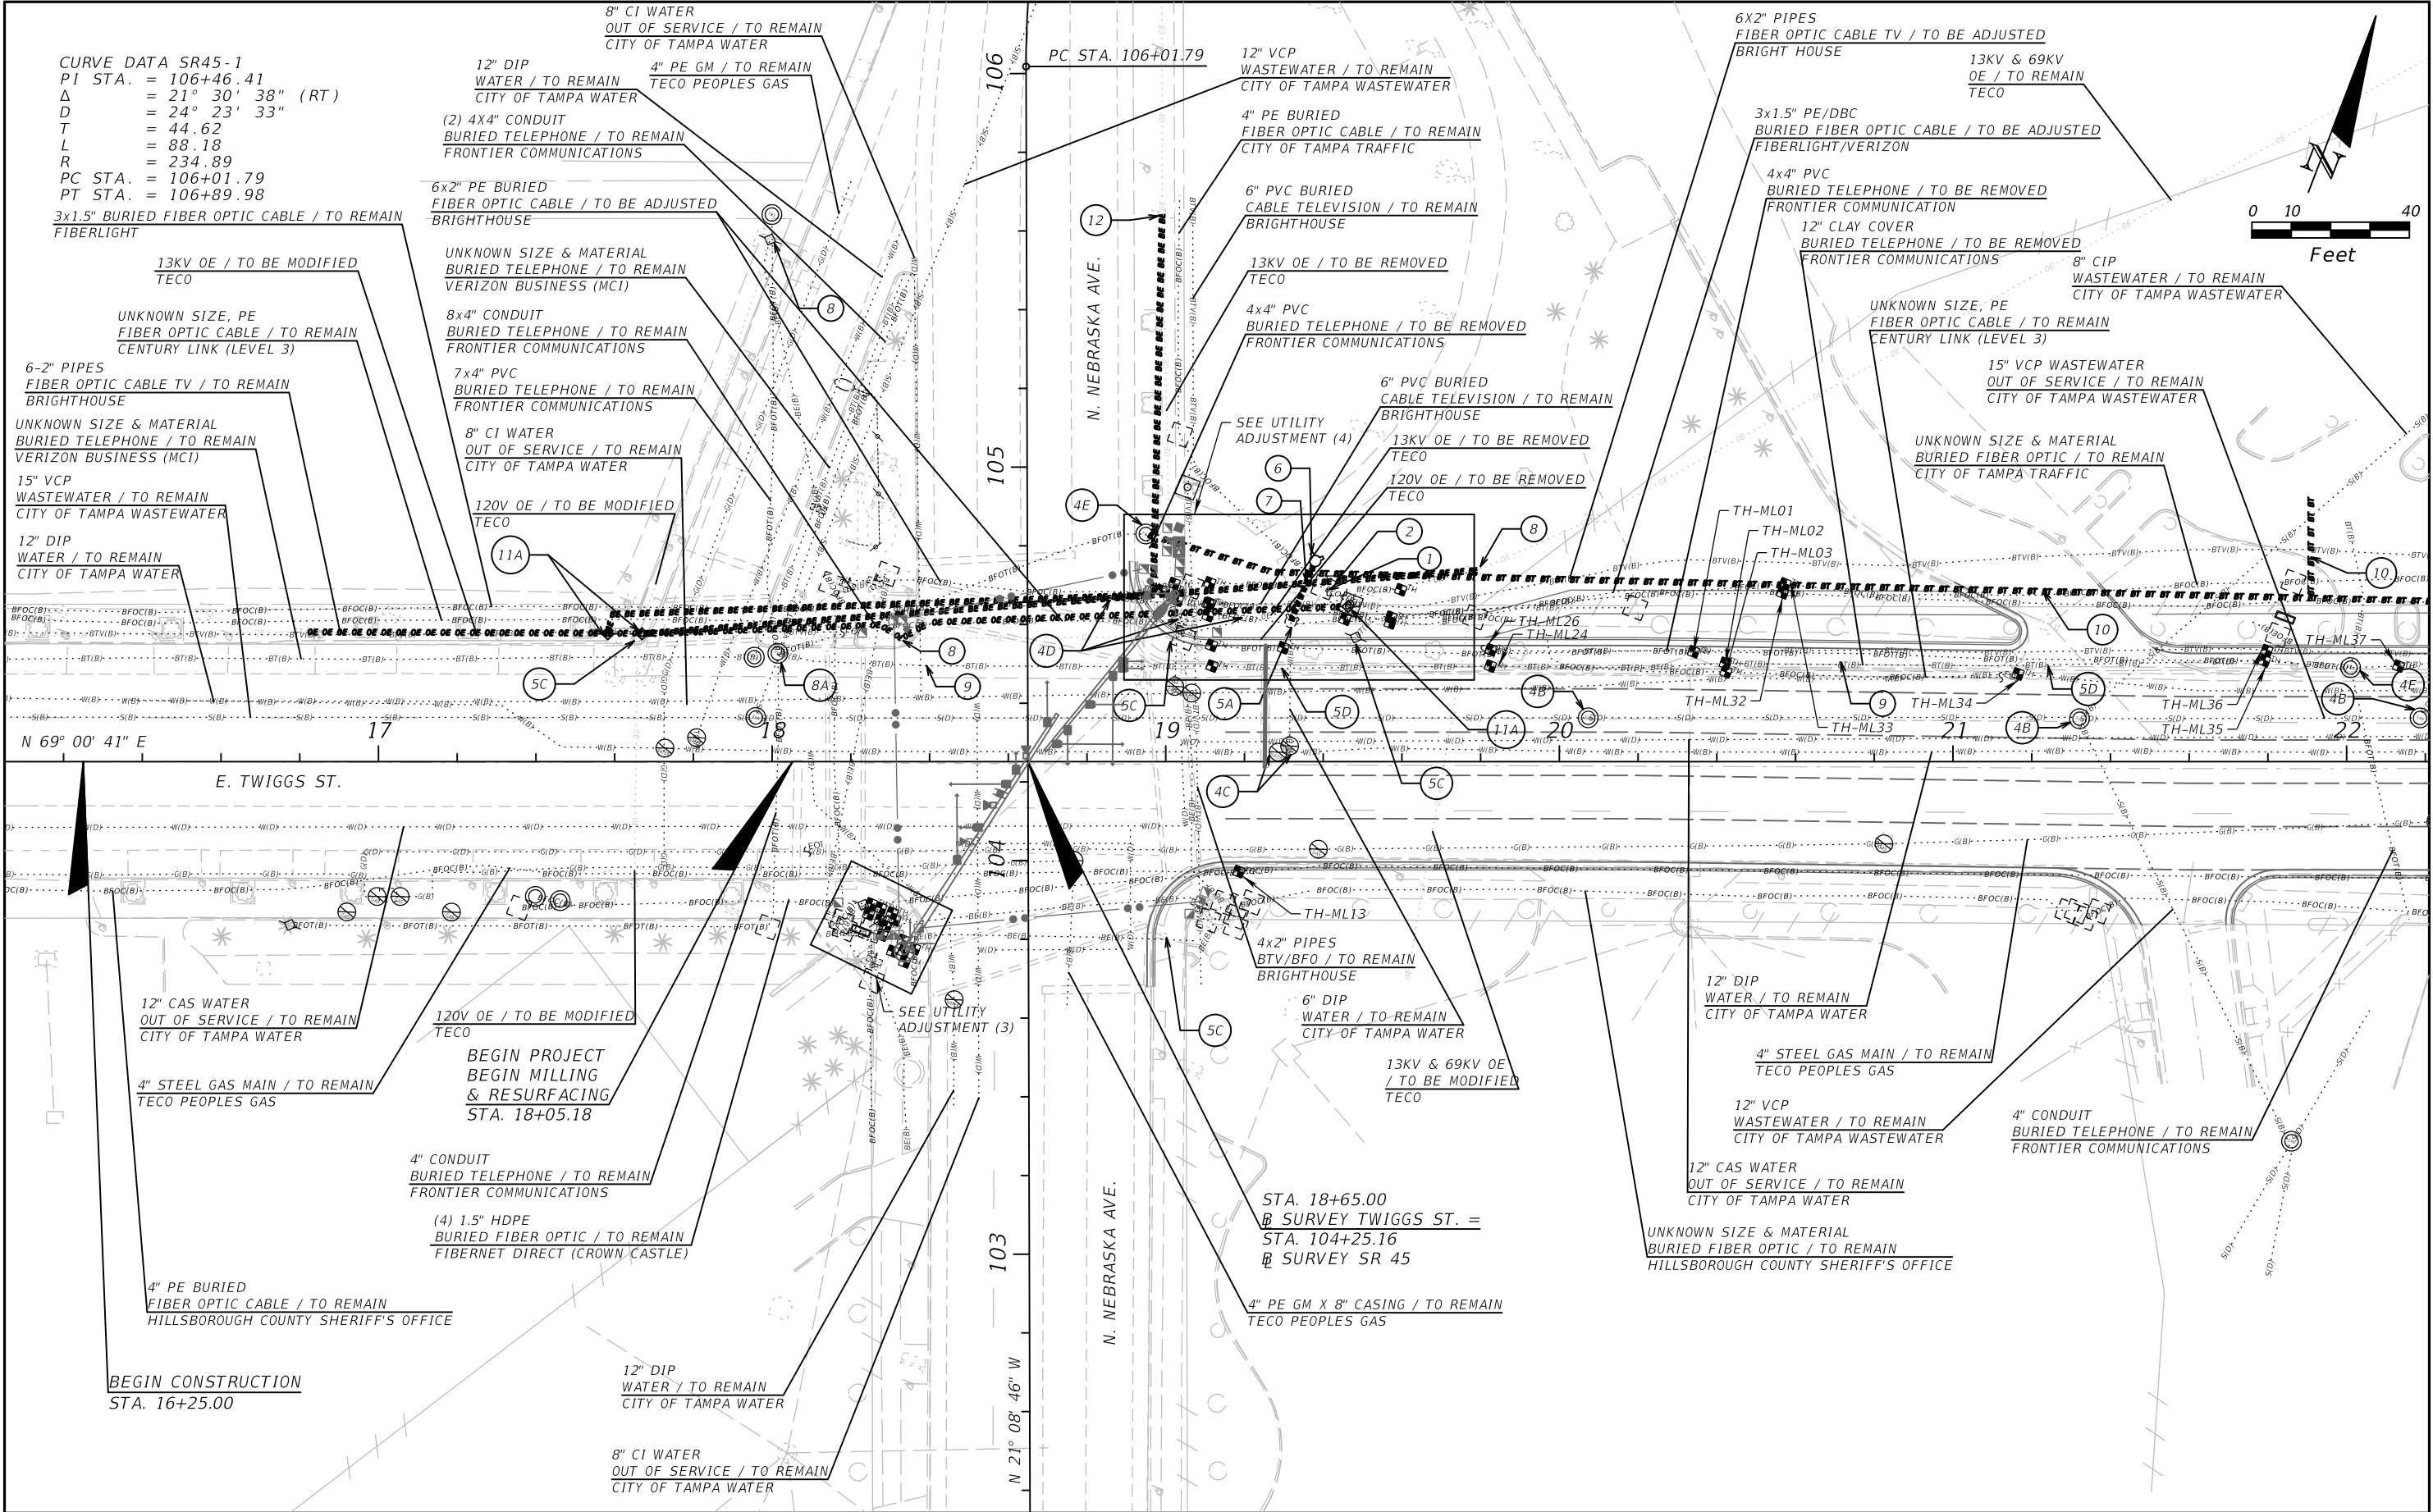 CURVE DATA SR45-1
PI STA. = 106+46.41
Δ = 21° 30' 38" (RT)
D = 24° 23' 33"
T = 44.62
L = 88.18
R = 234.89
PC STA. = 106+01.79
PT STA. = 106+89.98
3x1.5" BURIED FIBER OPTIC CABLE / TO REMAIN
FIBERLIGHT
13KV OE / TO BE MODIFIED
TECO
UNKNOWN SIZE, PE
FIBER OPTIC CABLE / TO REMAIN
CENTURY LINK (LEVEL 3)
6-2" PIPES
FIBER OPTIC CABLE TV / TO REMAIN
BRIGHTHOUSE
UNKNOWN SIZE & MATERIAL
BURIED TELEPHONE / TO REMAIN
VERIZON BUSINESS (MCI)
15" VCP
WASTEWATER / TO REMAIN
CITY OF TAMPA WASTEWATER
12" DIP
WATER / TO REMAIN
CITY OF TAMPA WATER
8" CI WATER
OUT OF SERVICE / TO REMAIN
CITY OF TAMPA WATER
12" DIP
WATER / TO REMAIN
CITY OF TAMPA WATER
4" PE GM / TO REMAIN
TECO PEOPLES GAS
(2) 4X4" CONDUIT
BURIED TELEPHONE / TO REMAIN
FRONTIER COMMUNICATIONS
6x2" PE BURIED
FIBER OPTIC CABLE / TO BE ADJUSTED
BRIGHTHOUSE
UNKNOWN SIZE & MATERIAL
BURIED TELEPHONE / TO REMAIN
VERIZON BUSINESS (MCI)
8x4" CONDUIT
BURIED TELEPHONE / TO REMAIN
FRONTIER COMMUNICATIONS
7x4" PVC
BURIED TELEPHONE / TO REMAIN
FRONTIER COMMUNICATIONS
8" CI WATER
OUT OF SERVICE / TO REMAIN
CITY OF TAMPA WATER
120V OE / TO BE MODIFIED
TECO
11A
8
106
PC STA. 106+01.79
12" VCP
WASTEWATER / TO REMAIN
CITY OF TAMPA WASTEWATER
4" PE BURIED
FIBER OPTIC CABLE / TO REMAIN
CITY OF TAMPA TRAFFIC
6" PVC BURIED
CABLE TELEVISION / TO REMAIN
BRIGHTHOUSE
12
N. NEBRASKA AVE.
13KV OE / TO BE REMOVED
TECO
4x4" PVC
BURIED TELEPHONE / TO BE REMOVED
FRONTIER COMMUNICATIONS
6" PVC BURIED
CABLE TELEVISION / TO REMAIN
BRIGHTHOUSE
SEE UTILITY
ADJUSTMENT (4)
13KV OE / TO BE REMOVED
TECO
120V OE / TO BE REMOVED
TECO
105
4E
6
7
2
1
8
6X2" PIPES
FIBER OPTIC CABLE TV / TO BE ADJUSTED
BRIGHT HOUSE
13KV & 69KV
OE / TO REMAIN
TECO
3x1.5" PE/DBC
BURIED FIBER OPTIC CABLE / TO BE ADJUSTED
FIBERLIGHT/VERIZON
4x4" PVC
BURIED TELEPHONE / TO BE REMOVED
FRONTIER COMMUNICATION
12" CLAY COVER
BURIED TELEPHONE / TO BE REMOVED
FRONTIER COMMUNICATIONS
N
0 10 40
Feet
8" CIP
WASTEWATER / TO REMAIN
CITY OF TAMPA WASTEWATER
UNKNOWN SIZE, PE
FIBER OPTIC CABLE / TO REMAIN
CENTURY LINK (LEVEL 3)
15" VCP WASTEWATER
OUT OF SERVICE / TO REMAIN
CITY OF TAMPA WASTEWATER
UNKNOWN SIZE & MATERIAL
BURIED FIBER OPTIC / TO REMAIN
CITY OF TAMPA TRAFFIC
TH-ML01
TH-ML02
TH-ML03
10
10
TH-ML26
TH-ML24
TH-ML37
5C
8A
8
9
4D
5C
5A
5D
11A
4B
TH-ML32
TH-ML33
9
TH-ML34
5D
4B
TH-ML36
TH-ML35
4B
4E
17
18
19
20
21
22
N 69° 00' 41" E
E. TWIGGS ST.
4C
5C
104
TH-ML13
12" CAS WATER
OUT OF SERVICE / TO REMAIN
CITY OF TAMPA WATER
4" STEEL GAS MAIN / TO REMAIN
TECO PEOPLES GAS
120V OE / TO BE MODIFIED
TECO
BEGIN PROJECT
BEGIN MILLING
& RESURFACING
STA. 18+05.18
SEE UTILITY
ADJUSTMENT (3)
4" CONDUIT
BURIED TELEPHONE / TO REMAIN
FRONTIER COMMUNICATIONS
(4) 1.5" HDPE
BURIED FIBER OPTIC / TO REMAIN
FIBERNET DIRECT (CROWN CASTLE)
4" PE BURIED
FIBER OPTIC CABLE / TO REMAIN
HILLSBOROUGH COUNTY SHERIFF'S OFFICE
BEGIN CONSTRUCTION
STA. 16+25.00
12" DIP
WATER / TO REMAIN
CITY OF TAMPA WATER
8" CI WATER
OUT OF SERVICE / TO REMAIN
CITY OF TAMPA WATER
103
N 21° 08' 46" W
N. NEBRASKA AVE.
5C
4x2" PIPES
BTV/BFO / TO REMAIN
BRIGHTHOUSE
6" DIP
WATER / TO REMAIN
CITY OF TAMPA WATER
13KV & 69KV OE
/ TO BE MODIFIED
TECO
STA. 18+65.00
BL SURVEY TWIGGS ST. =
STA. 104+25.16
BL SURVEY SR 45
4" PE GM X 8" CASING / TO REMAIN
TECO PEOPLES GAS
12" DIP
WATER / TO REMAIN
CITY OF TAMPA WATER
4" STEEL GAS MAIN / TO REMAIN
TECO PEOPLES GAS
12" VCP
WASTEWATER / TO REMAIN
CITY OF TAMPA WASTEWATER
4" CONDUIT
BURIED TELEPHONE / TO REMAIN
FRONTIER COMMUNICATIONS
12" CAS WATER
OUT OF SERVICE / TO REMAIN
CITY OF TAMPA WATER
UNKNOWN SIZE & MATERIAL
BURIED FIBER OPTIC / TO REMAIN
HILLSBOROUGH COUNTY SHERIFF'S OFFICE